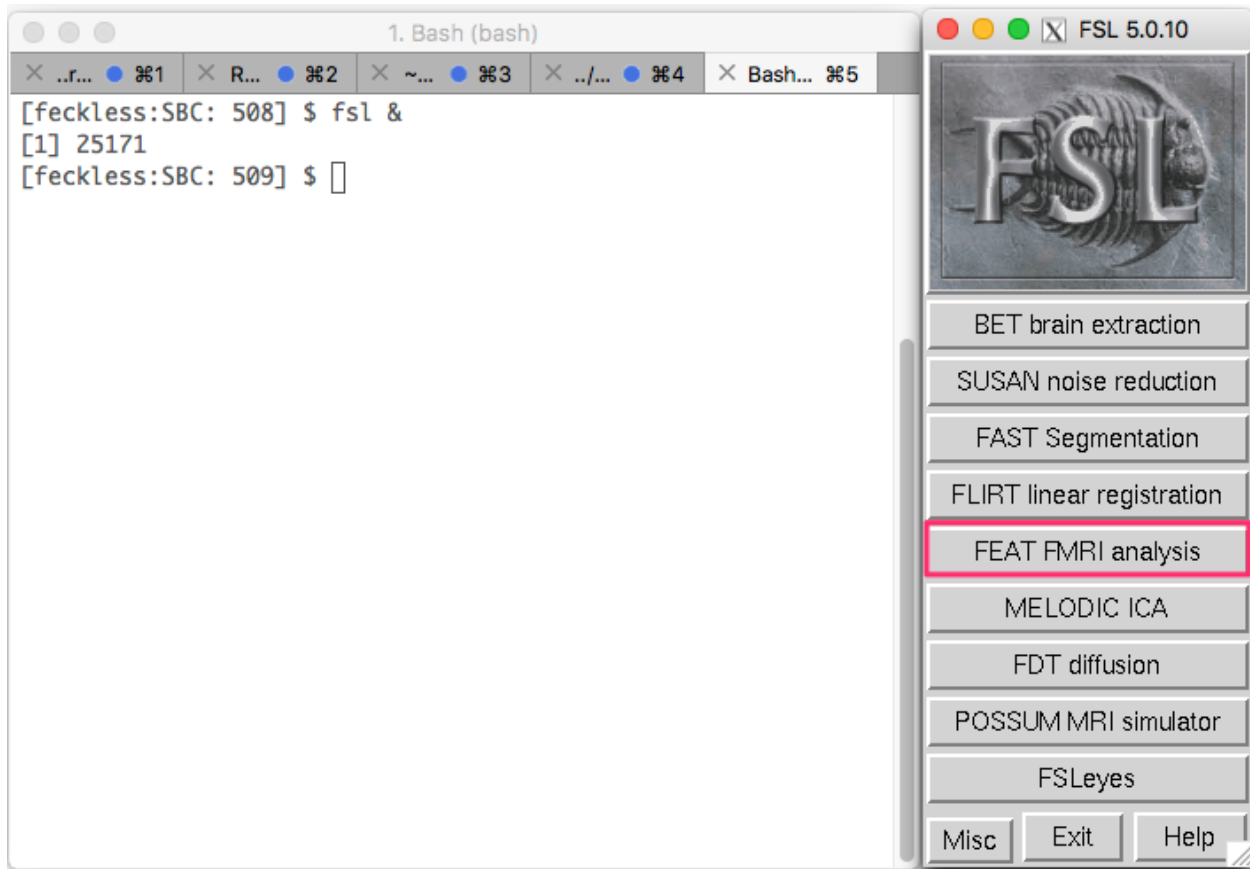 1. Bash (bash)
..r... ⌘1 R... ⌘2 ~... ⌘3 ../... ⌘4 Bash... ⌘5
[feckless:SBC: 508] $ fsl &
[1] 25171
[feckless:SBC: 509] $
X FSL 5.0.10
FSL
BET brain extraction
SUSAN noise reduction
FAST Segmentation
FLIRT linear registration
FEAT FMRI analysis
MELODIC ICA
FDT diffusion
POSSUM MRI simulator
FSLeyes
Misc Exit Help